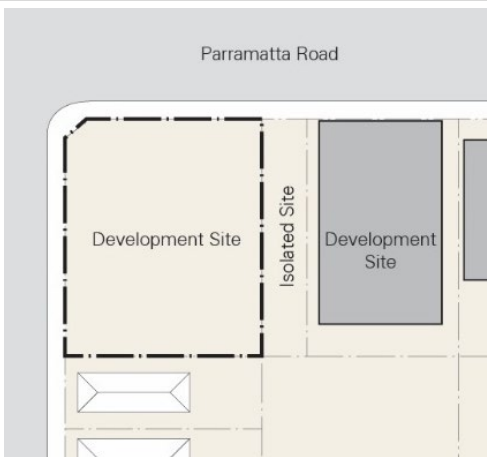 Parramatta Road
Development Site
Isolated Site
Development
Site